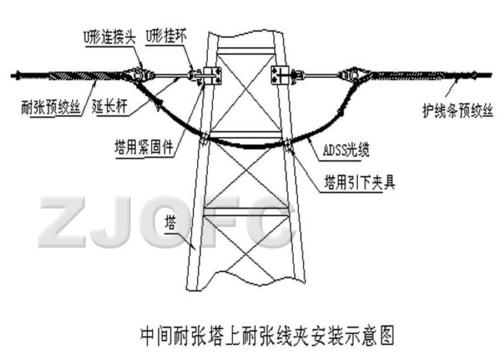 U形连接头
U形挂环
耐张预绞丝
延长杆
护线条预绞丝
塔用紧固件
ADSS光缆
塔用引下夹具
ZJOFC
塔
中间耐张塔上耐张线夹安装示意图